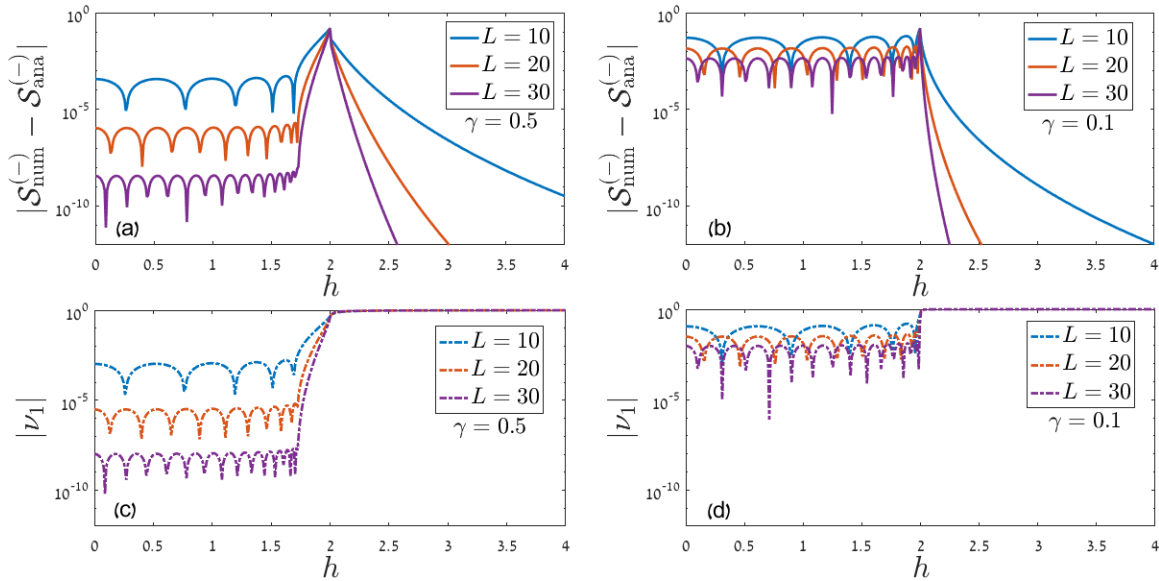 |𝒮_num^(−) − 𝒮_ana^(−)|
10^0
10^-5
10^-10
L = 10
L = 20
L = 30
γ = 0.5
(a)
0 0.5 1 1.5 2 2.5 3 3.5 4
h
|𝒮_num^(−) − 𝒮_ana^(−)|
10^0
10^-5
10^-10
L = 10
L = 20
L = 30
γ = 0.1
(b)
0 0.5 1 1.5 2 2.5 3 3.5 4
h
|ν_1|
10^0
10^-5
10^-10
L = 10
L = 20
L = 30
γ = 0.5
(c)
0 0.5 1 1.5 2 2.5 3 3.5 4
h
|ν_1|
10^0
10^-5
10^-10
L = 10
L = 20
L = 30
γ = 0.1
(d)
0 0.5 1 1.5 2 2.5 3 3.5 4
h